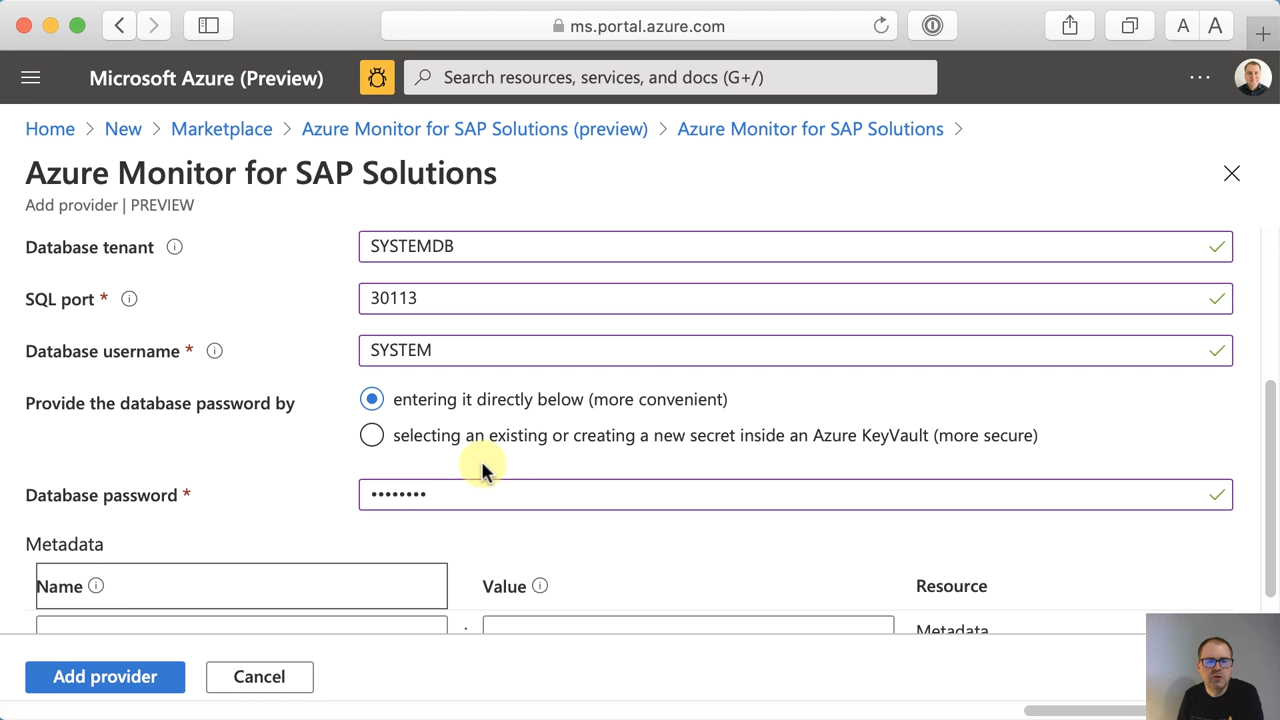 ms.portal.azure.com
A A
Microsoft Azure (Preview)
Search resources, services, and docs (G+/)
Home > New > Marketplace > Azure Monitor for SAP Solutions (preview) > Azure Monitor for SAP Solutions >
Azure Monitor for SAP Solutions
Add provider | PREVIEW
Database tenant
SYSTEMDB
SQL port *
30113
Database username *
SYSTEM
Provide the database password by
entering it directly below (more convenient)
selecting an existing or creating a new secret inside an Azure KeyVault (more secure)
Database password *
••••••••
Metadata
Name
Value
Resource
:
Metadata
Add provider
Cancel